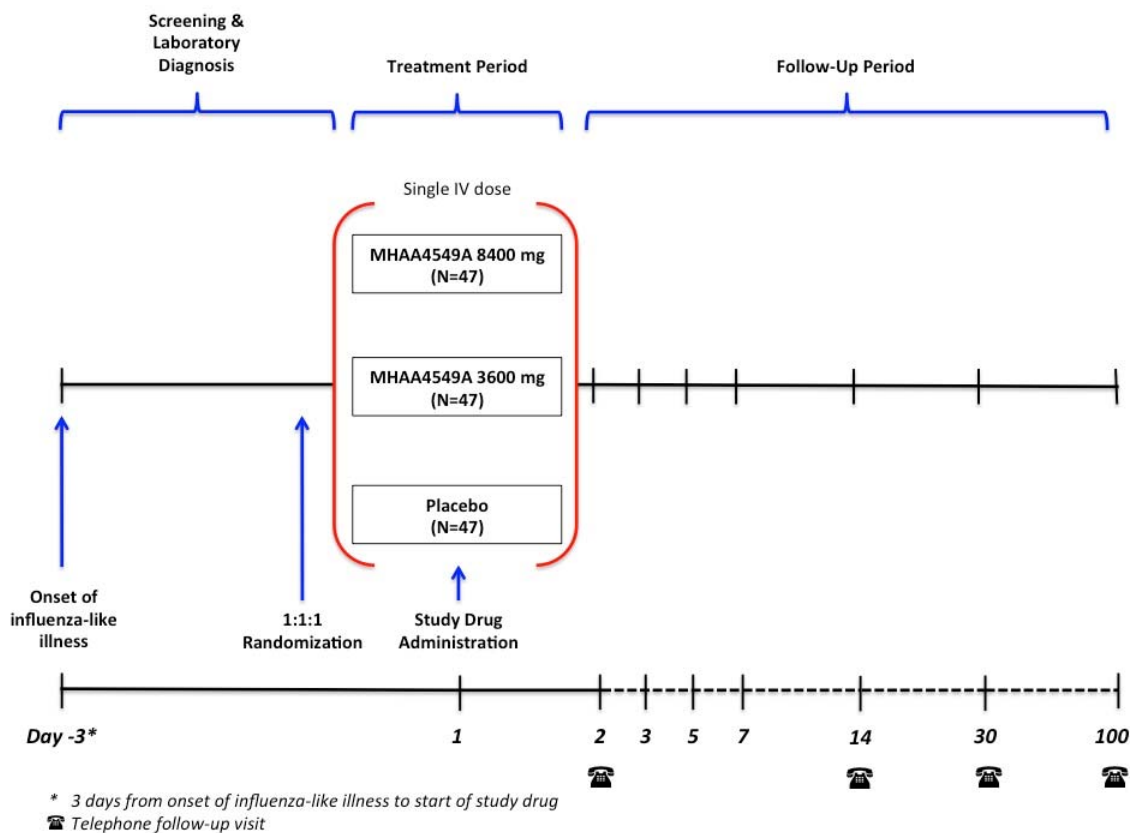 Screening &
Laboratory
Diagnosis
Treatment Period
Follow-Up Period
Single IV dose
MHAA4549A 8400 mg
(N=47)
MHAA4549A 3600 mg
(N=47)
Placebo
(N=47)
Onset of
influenza-like
illness
1:1:1
Randomization
Study Drug
Administration
Day -3* 1 2 3 5 7 14 30 100
* 3 days from onset of influenza-like illness to start of study drug
☎ Telephone follow-up visit